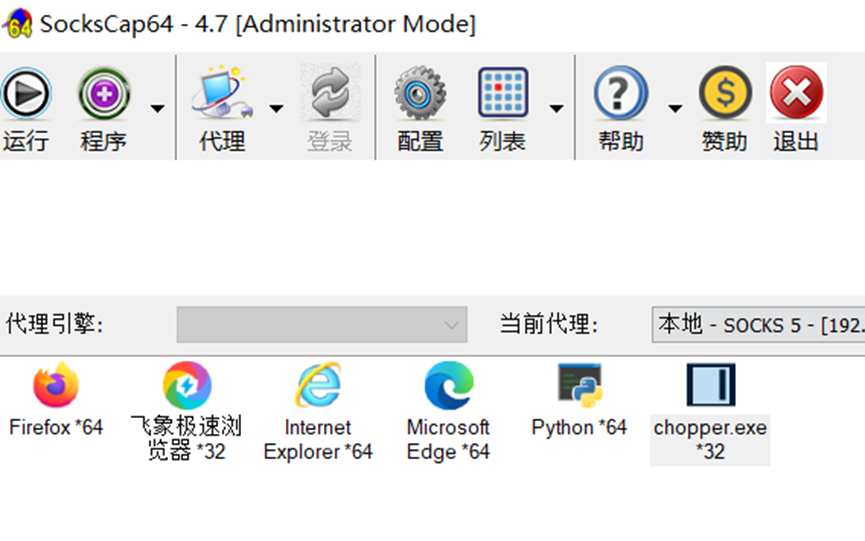 SocksCap64 - 4.7 [Administrator Mode]
运行 程序 代理 登录 配置 列表 帮助 赞助 退出
代理引擎: 当前代理: 本地 - SOCKS 5 - [192.
Firefox *64 飞象极速浏 Internet Microsoft Python *64 chopper.exe
览器 *32 Explorer *64 Edge *64 *32